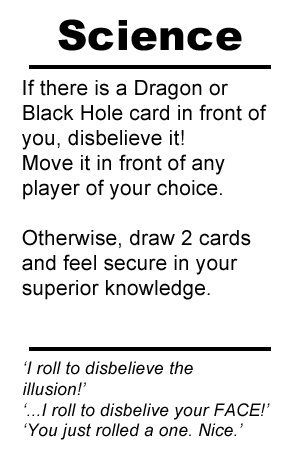 Science
If there is a Dragon or
Black Hole card in front of
you, disbelieve it!
Move it in front of any
player of your choice.
Otherwise, draw 2 cards
and feel secure in your
superior knowledge.
‘I roll to disbelieve the
illusion!’
‘...I roll to disbelive your FACE!’
‘You just rolled a one. Nice.’